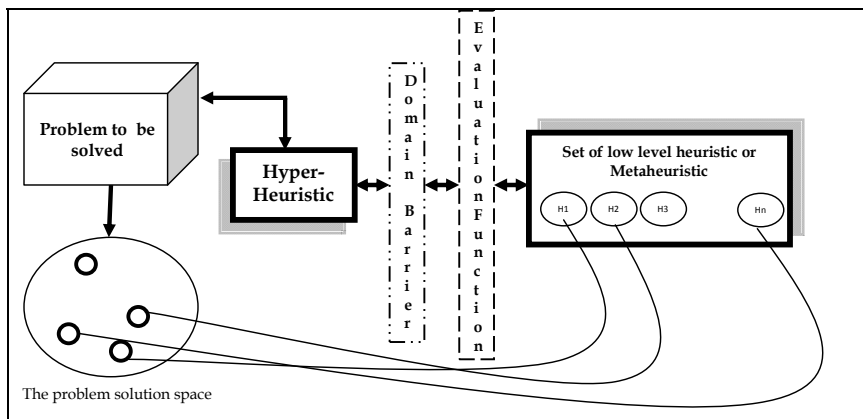 Problem to be
solved
Hyper-
Heuristic
Domain Barrier
Evaluation Function
Set of low level heuristic or
Metaheuristic
H1
H2
H3
Hn
The problem solution space